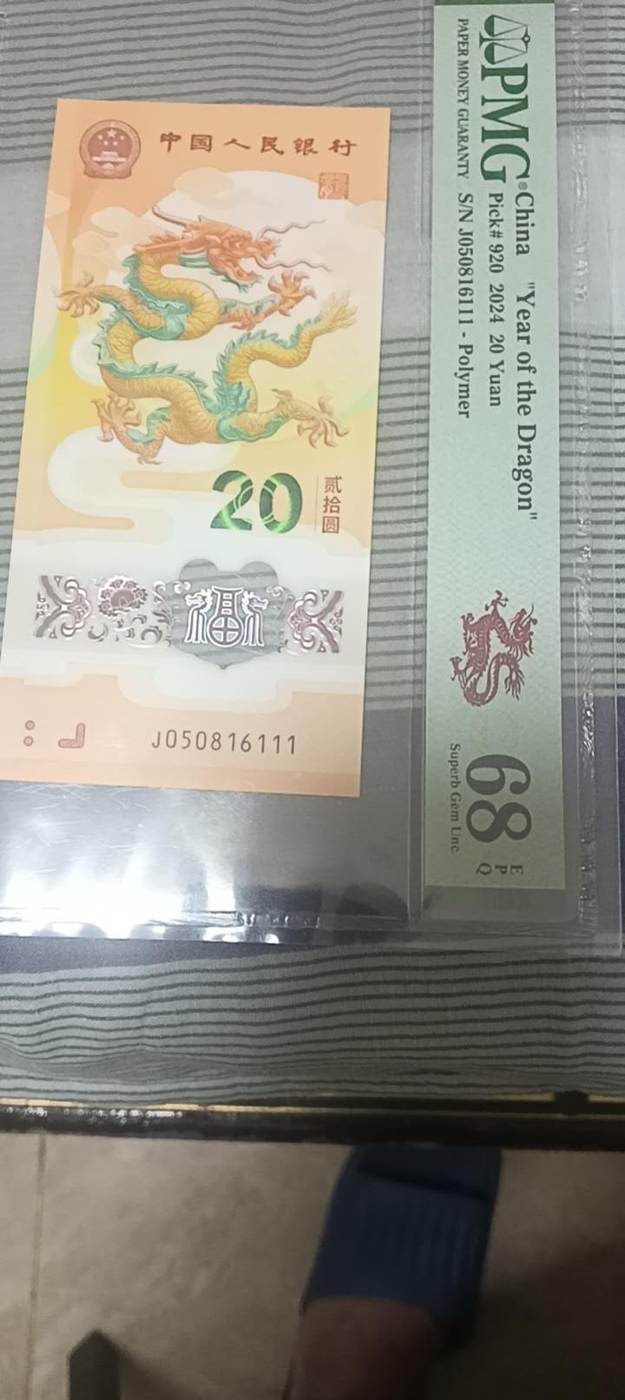 中国人民银行
20
贰拾圆
福
J050816111
PMG®
PAPER MONEY GUARANTY
China "Year of the Dragon"
Pick# 920 2024 20 Yuan
S/N J050816111 - Polymer
68
EPQ
Superb Gem Unc